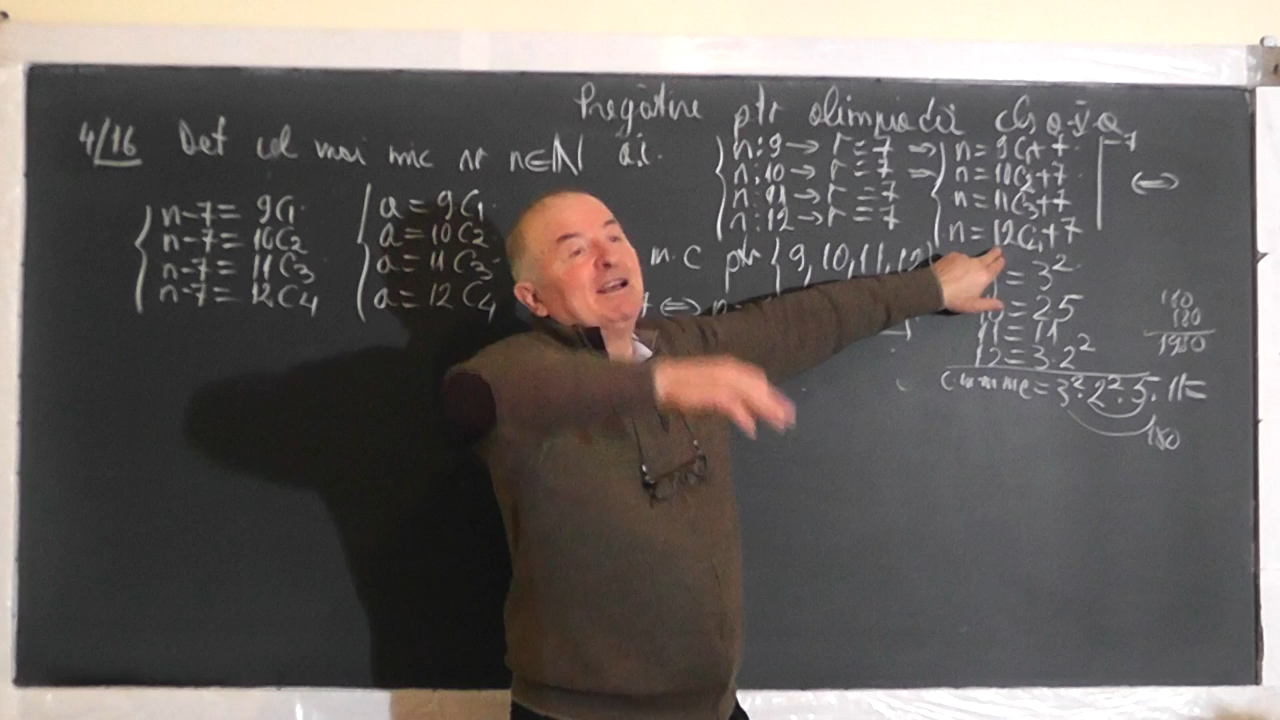 Pregătire ptr olimpiadă cls a-V-a
4/16 Det cel mai mic nr n∈ℕ a.î.
n:9→r=7 ⇒ n=9C1+7 |-7
n:10→r=7 ⇒ n=10C2+7 ⇔
n:11→r=7 n=11C3+7
n:12→r=7 n=12C4+7
n-7=9C1 a=9C1
n-7=10C2 a=10C2
n-7=11C3 a=11C3
n-7=12C4 a=12C4
m.c ptr {9,10,11,12}
=3²
10=2.5
11=11
12=3·2²
cmmmc=3²·2²·5·11=
180
180
180
1980